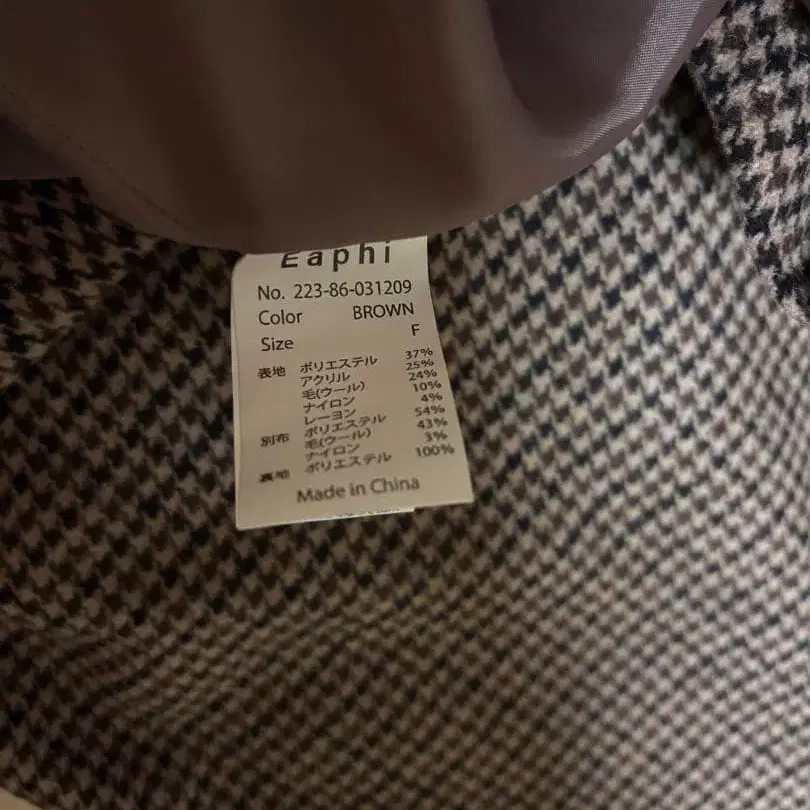 Eaphi
No. 223-86-031209
Color BROWN
Size F
表地 ポリエステル 37%
アクリル 25%
毛(ウール) 24%
ナイロン 10%
レーヨン 4%
別布 ポリエステル 54%
毛(ウール) 43%
ナイロン 3%
裏地 ポリエステル 100%
Made in China